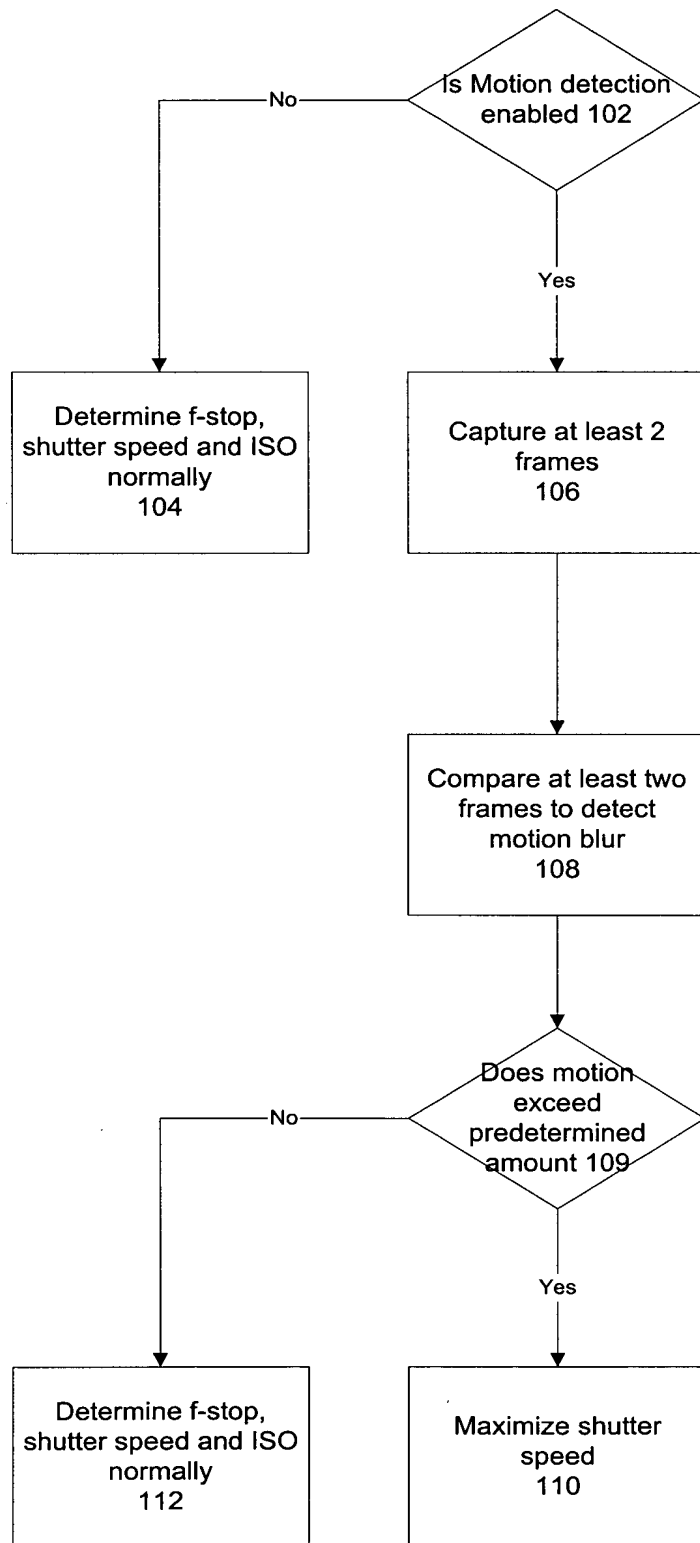 Is Motion detection
enabled 102
No
Yes
Determine f-stop,
shutter speed and ISO
normally
104
Capture at least 2
frames
106
Compare at least two
frames to detect
motion blur
108
Does motion
exceed
predetermined
amount 109
No
Yes
Determine f-stop,
shutter speed and ISO
normally
112
Maximize shutter
speed
110